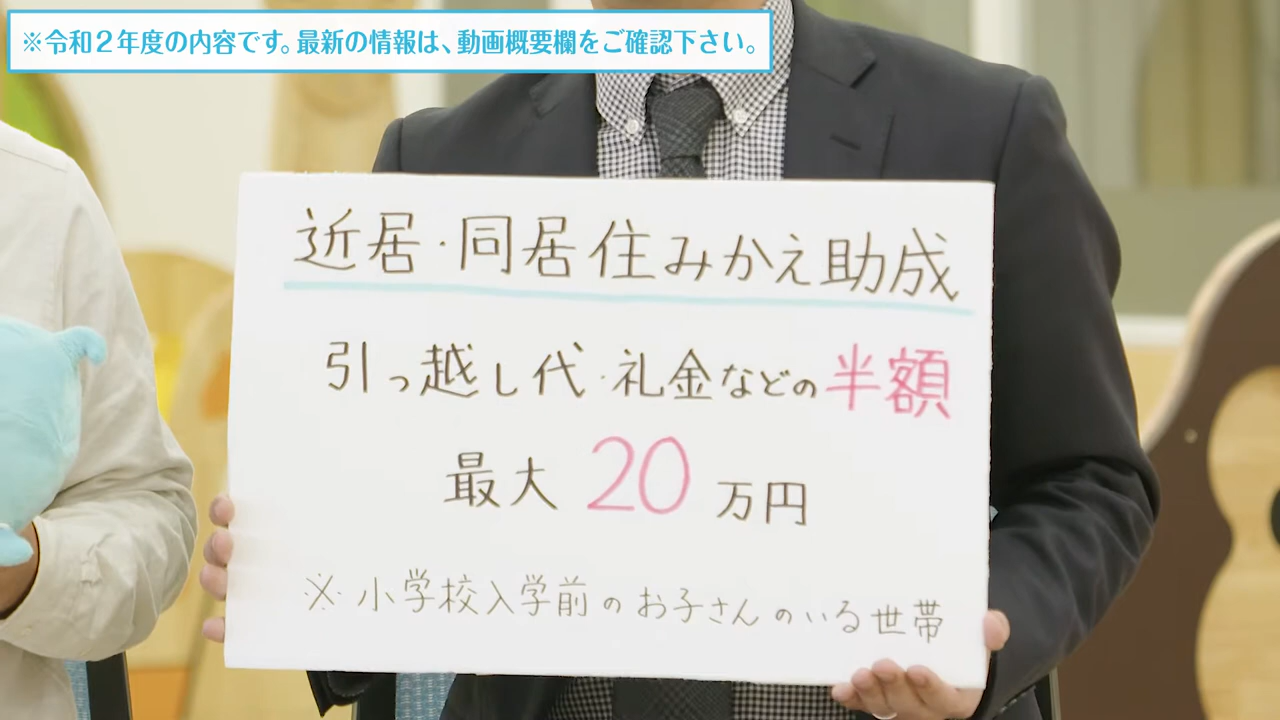 ※令和２年度の内容です。最新の情報は、動画概要欄をご確認下さい。
近居・同居住みかえ助成
引っ越し代・礼金などの半額
最大20万円
※小学校入学前のお子さんのいる世帯